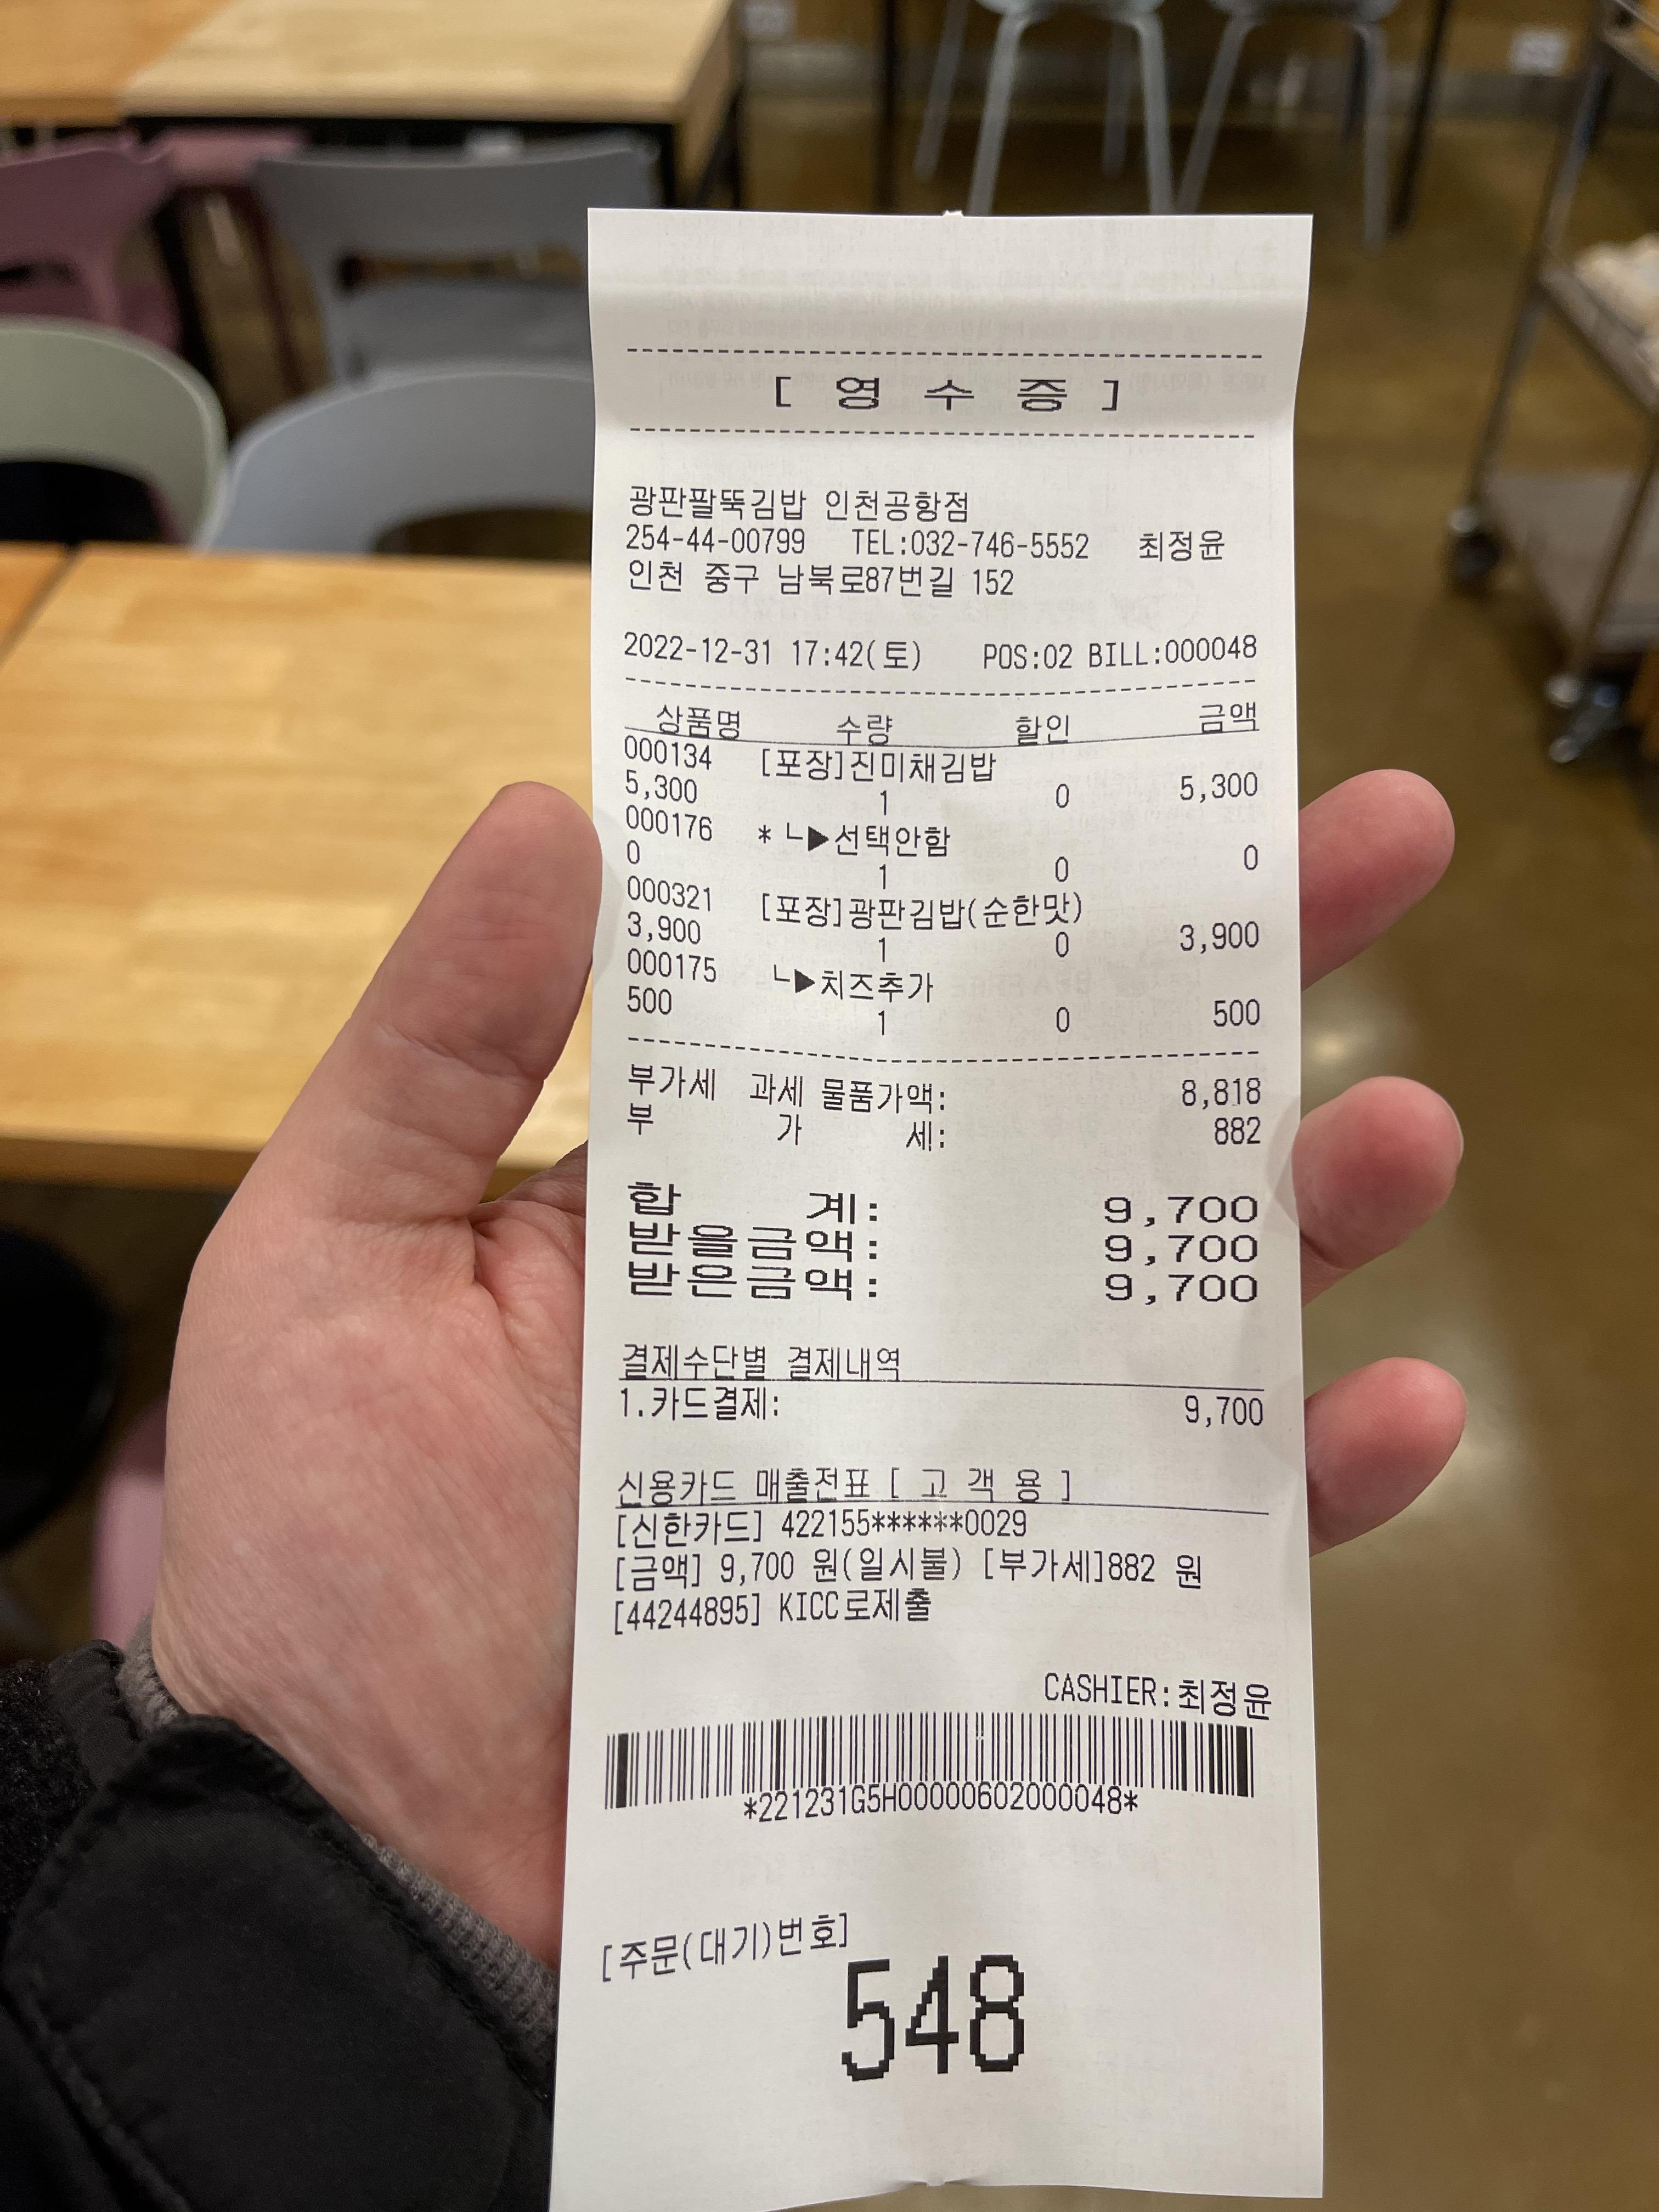 [ 영 수 증 ]
광판팔뚝김밥 인천공항점
254-44-00799 TEL:032-746-5552 최정윤
인천 중구 남북로87번길 152
2022-12-31 17:42(토) POS:02 BILL:000048
상품명 수량 할인 금액
000134 [포장]진미채김밥
5,300 1 0 5,300
000176 *└▶선택안함
0 1 0 0
000321 [포장]광판김밥(순한맛)
3,900 1 0 3,900
000175 └▶치즈추가
500 1 0 500
부가세 과세 물품가액: 8,818
부 가 세: 882
합 계: 9,700
받을금액: 9,700
받은금액: 9,700
결제수단별 결제내역
1.카드결제: 9,700
신용카드 매출전표 [ 고 객 용 ]
[신한카드] 422155******0029
[금액] 9,700 원(일시불) [부가세]882 원
[44244895] KICC로제출
CASHIER:최정윤
*221231G5H00000602000048*
[주문(대기)번호]
548